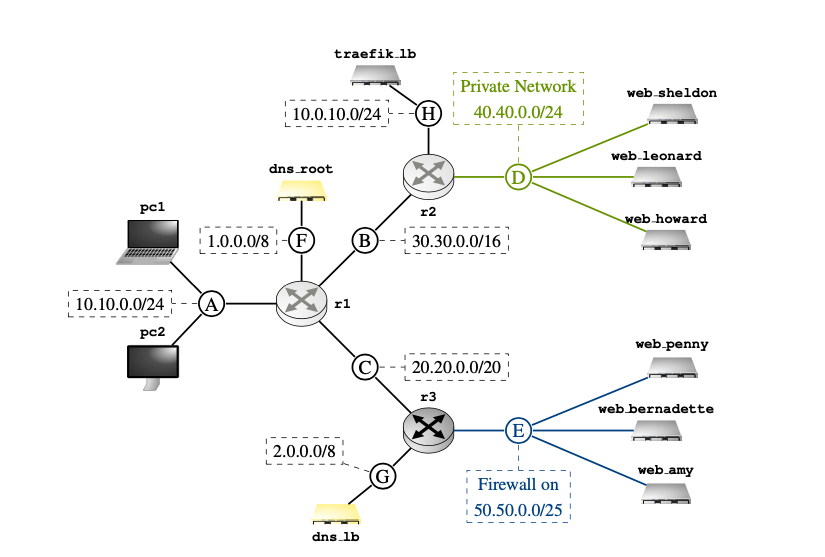 traefik_lb
Private Network
40.40.0.0/24
web_sheldon
10.0.10.0/24
H
web_leonard
dns_root
D
r2
pc1
web_howard
1.0.0.0/8
F
B
30.30.0.0/16
10.10.0.0/24
A
r1
pc2
web_penny
C
20.20.0.0/20
r3
web_bernadette
E
2.0.0.0/8
web_amy
G
Firewall on
50.50.0.0/25
dns_lb